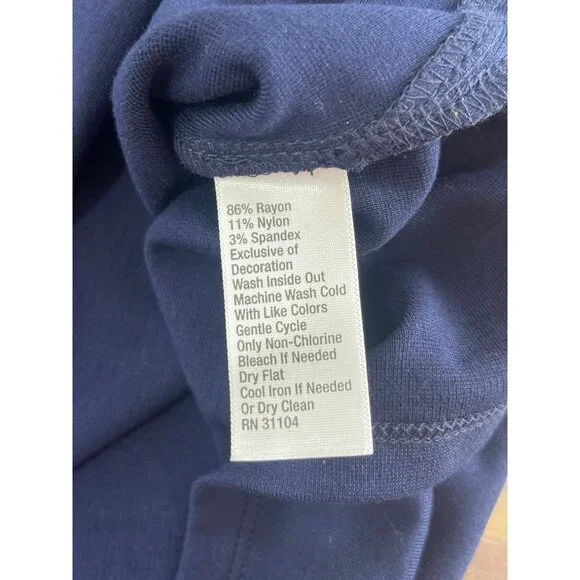 86% Rayon
11% Nylon
3% Spandex
Exclusive of
Decoration
Wash Inside Out
Machine Wash Cold
With Like Colors
Gentle Cycle
Only Non-Chlorine
Bleach If Needed
Dry Flat
Cool Iron If Needed
Or Dry Clean
RN 31104